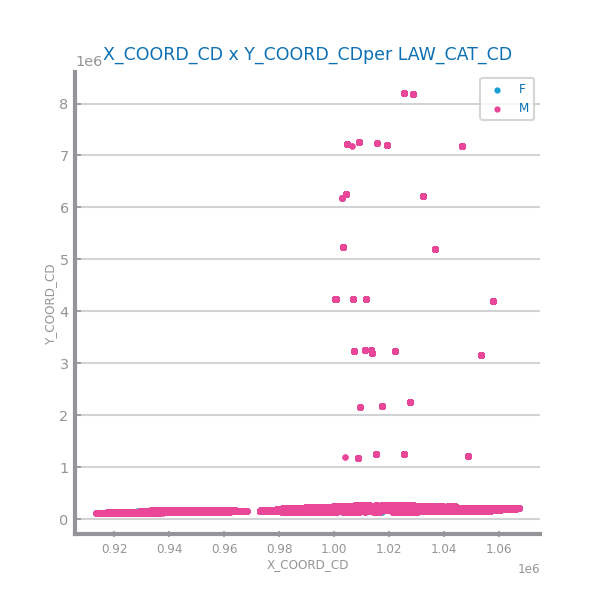 X_COORD_CD x Y_COORD_CDper LAW_CAT_CD
1e6
F
M
8
7
6
5
4
3
2
1
0
Y_COORD_CD
0.92 0.94 0.96 0.98 1.00 1.02 1.04 1.06
X_COORD_CD
1e6